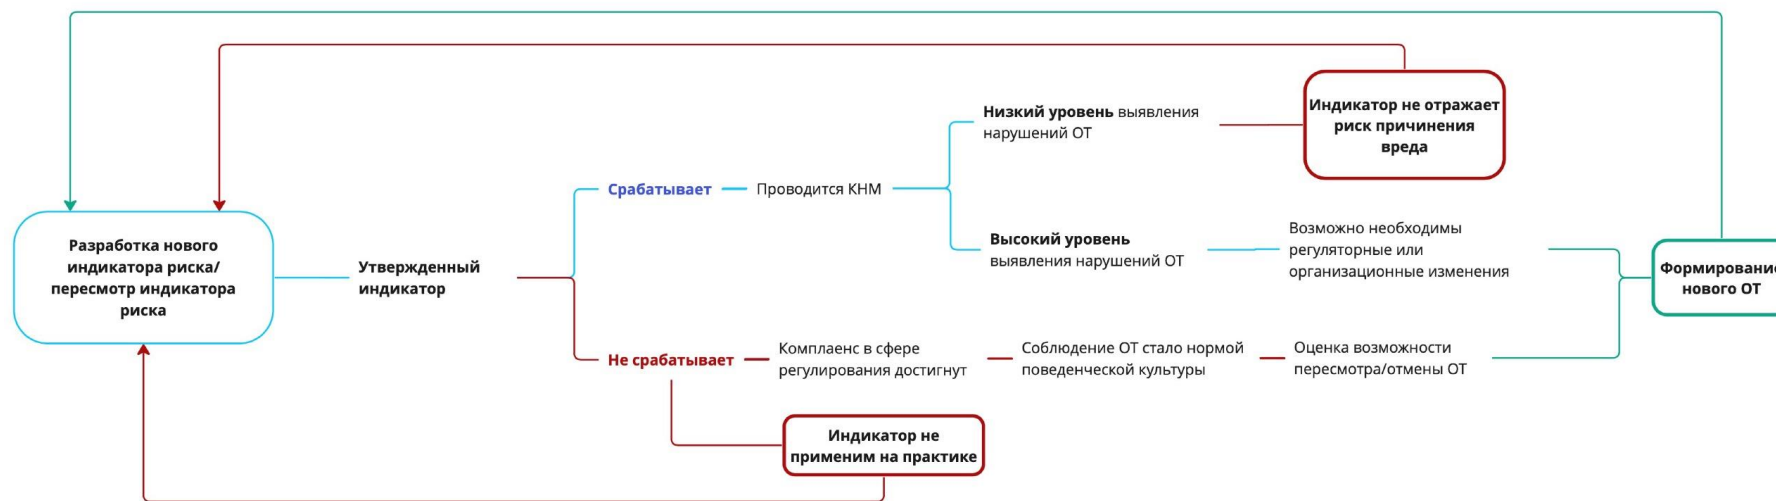 Индикатор не отражает
риск причинения
вреда
Низкий уровень выявления
нарушений ОТ
Срабатывает
Проводится КНМ
Разработка нового
индикатора риска/
пересмотр индикатора
риска
Утвержденный
индикатор
Высокий уровень
выявления нарушений ОТ
Возможно необходимы
регуляторные или
организационные изменения
Формирование
нового ОТ
Не срабатывает
Комплаенс в сфере
регулирования достигнут
Соблюдение ОТ стало нормой
поведенческой культуры
Оценка возможности
пересмотра/отмены ОТ
Индикатор не
применим на практике